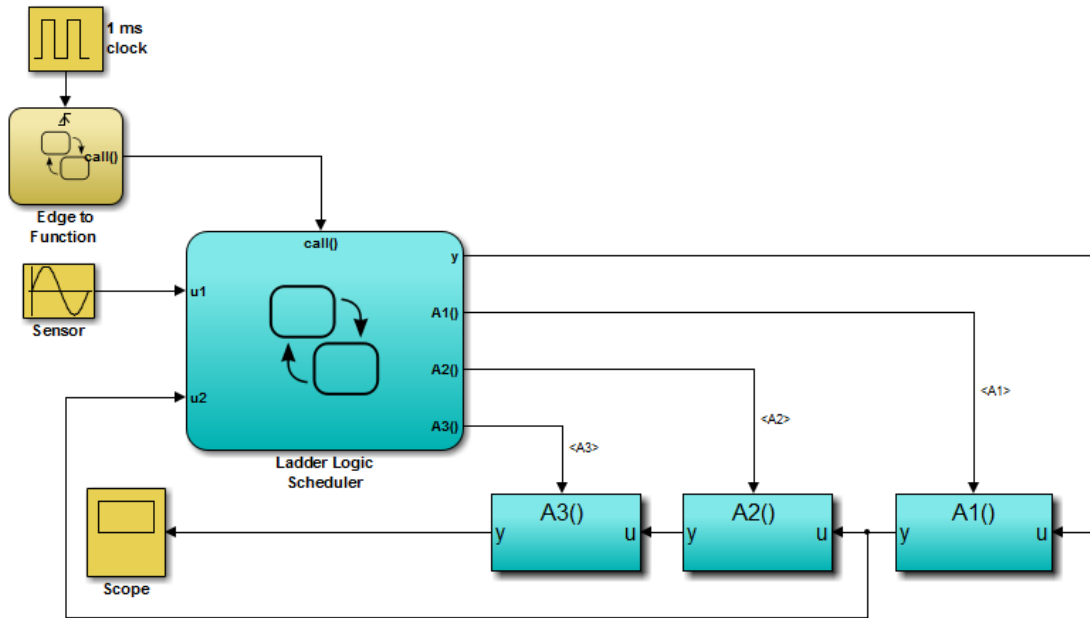 1 ms
clock
call()
Edge to
Function
call()
y
u1
A1()
Sensor
A2()
u2
A3()
<A1>
<A2>
<A3>
Ladder Logic
Scheduler
A3()
y
u
A2()
y
u
A1()
y
u
Scope